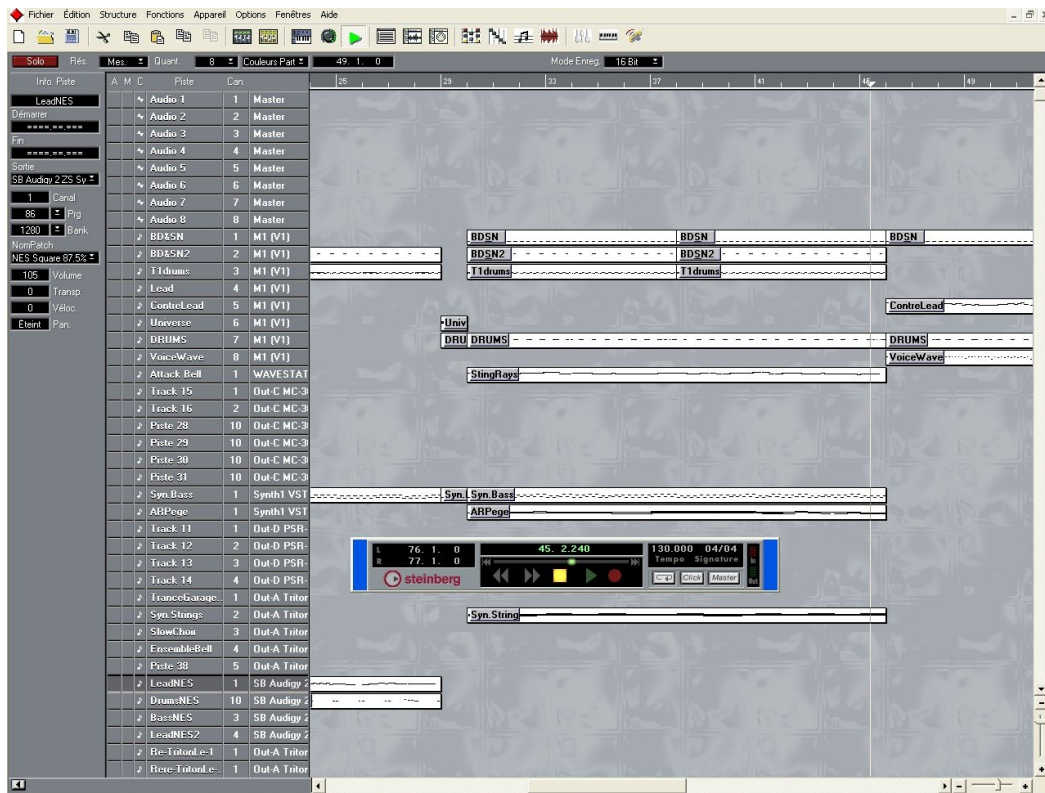 Fichier Édition Structure Fonctions Appareil Options Fenêtres Aide
Solo Rés. Mes. Quant. 8 Couleurs Part 49. 1. 0 Mode Enreg. 16 Bit
Info. Piste A M C Piste Can. 25 29 33 37 41 45 49
LeadNES Audio 1 1 Master
Démarrer Audio 2 2 Master
Audio 3 3 Master
Fin Audio 4 4 Master
Sortie Audio 5 5 Master
SB Audigy 2 ZS Sy Audio 6 6 Master
1 Canal Audio 7 7 Master
86 Prg Audio 8 8 Master
1280 Bank BD&SN 1 M1 (V1) BDSN BDSN BDSN
NomPatch
NES Square 87.5% BD&SN2 2 M1 (V1) BDSN2 BDSN2
105 Volume T1drums 3 M1 (V1) T1drums T1drums
0 Transp. Lead 4 M1 (V1)
0 Véloc. ContreLead 5 M1 (V1) ContreLead
Eteint Pan. Universe 6 M1 (V1) Univ
DRUMS 7 M1 (V1) DRU DRUMS DRUMS
VoiceWave 8 M1 (V1) VoiceWave
Attack Bell 1 WAVESTAT StingRays
Track 15 1 Out-C MC-3
Track 16 2 Out-C MC-3
Piste 28 10 Out-C MC-3
Piste 29 10 Out-C MC-3
Piste 30 10 Out-C MC-3
Piste 31 10 Out-C MC-3
Syn.Bass 1 Synth1 VST Syn.L Syn.Bass
ARPege 1 Synth1 VST ARPege
Track 11 1 Out-D PSR-
Track 12 2 Out-D PSR- L 76. 1. 0 45. 2.240 130.000 04/04
Track 13 3 Out-D PSR- R 77. 1. 0 Tempo Signature In
Track 14 4 Out-D PSR- steinberg Click Master Out
TranceGarage.. 1 Out-A Tritor
Syn.Strings 2 Out-A Tritor Syn.String
SlowChoir 3 Out-A Tritor
EnsembleBell 4 Out-A Tritor
Piste 38 5 Out-A Tritor
LeadNES 1 SB Audigy 2
DrumsNES 10 SB Audigy 2
BassNES 3 SB Audigy 2
LeadNES2 4 SB Audigy 2
Re-TritonLe-1 1 Out-A Tritor
Rere-TritonLe-.. 1 Out-A Tritor